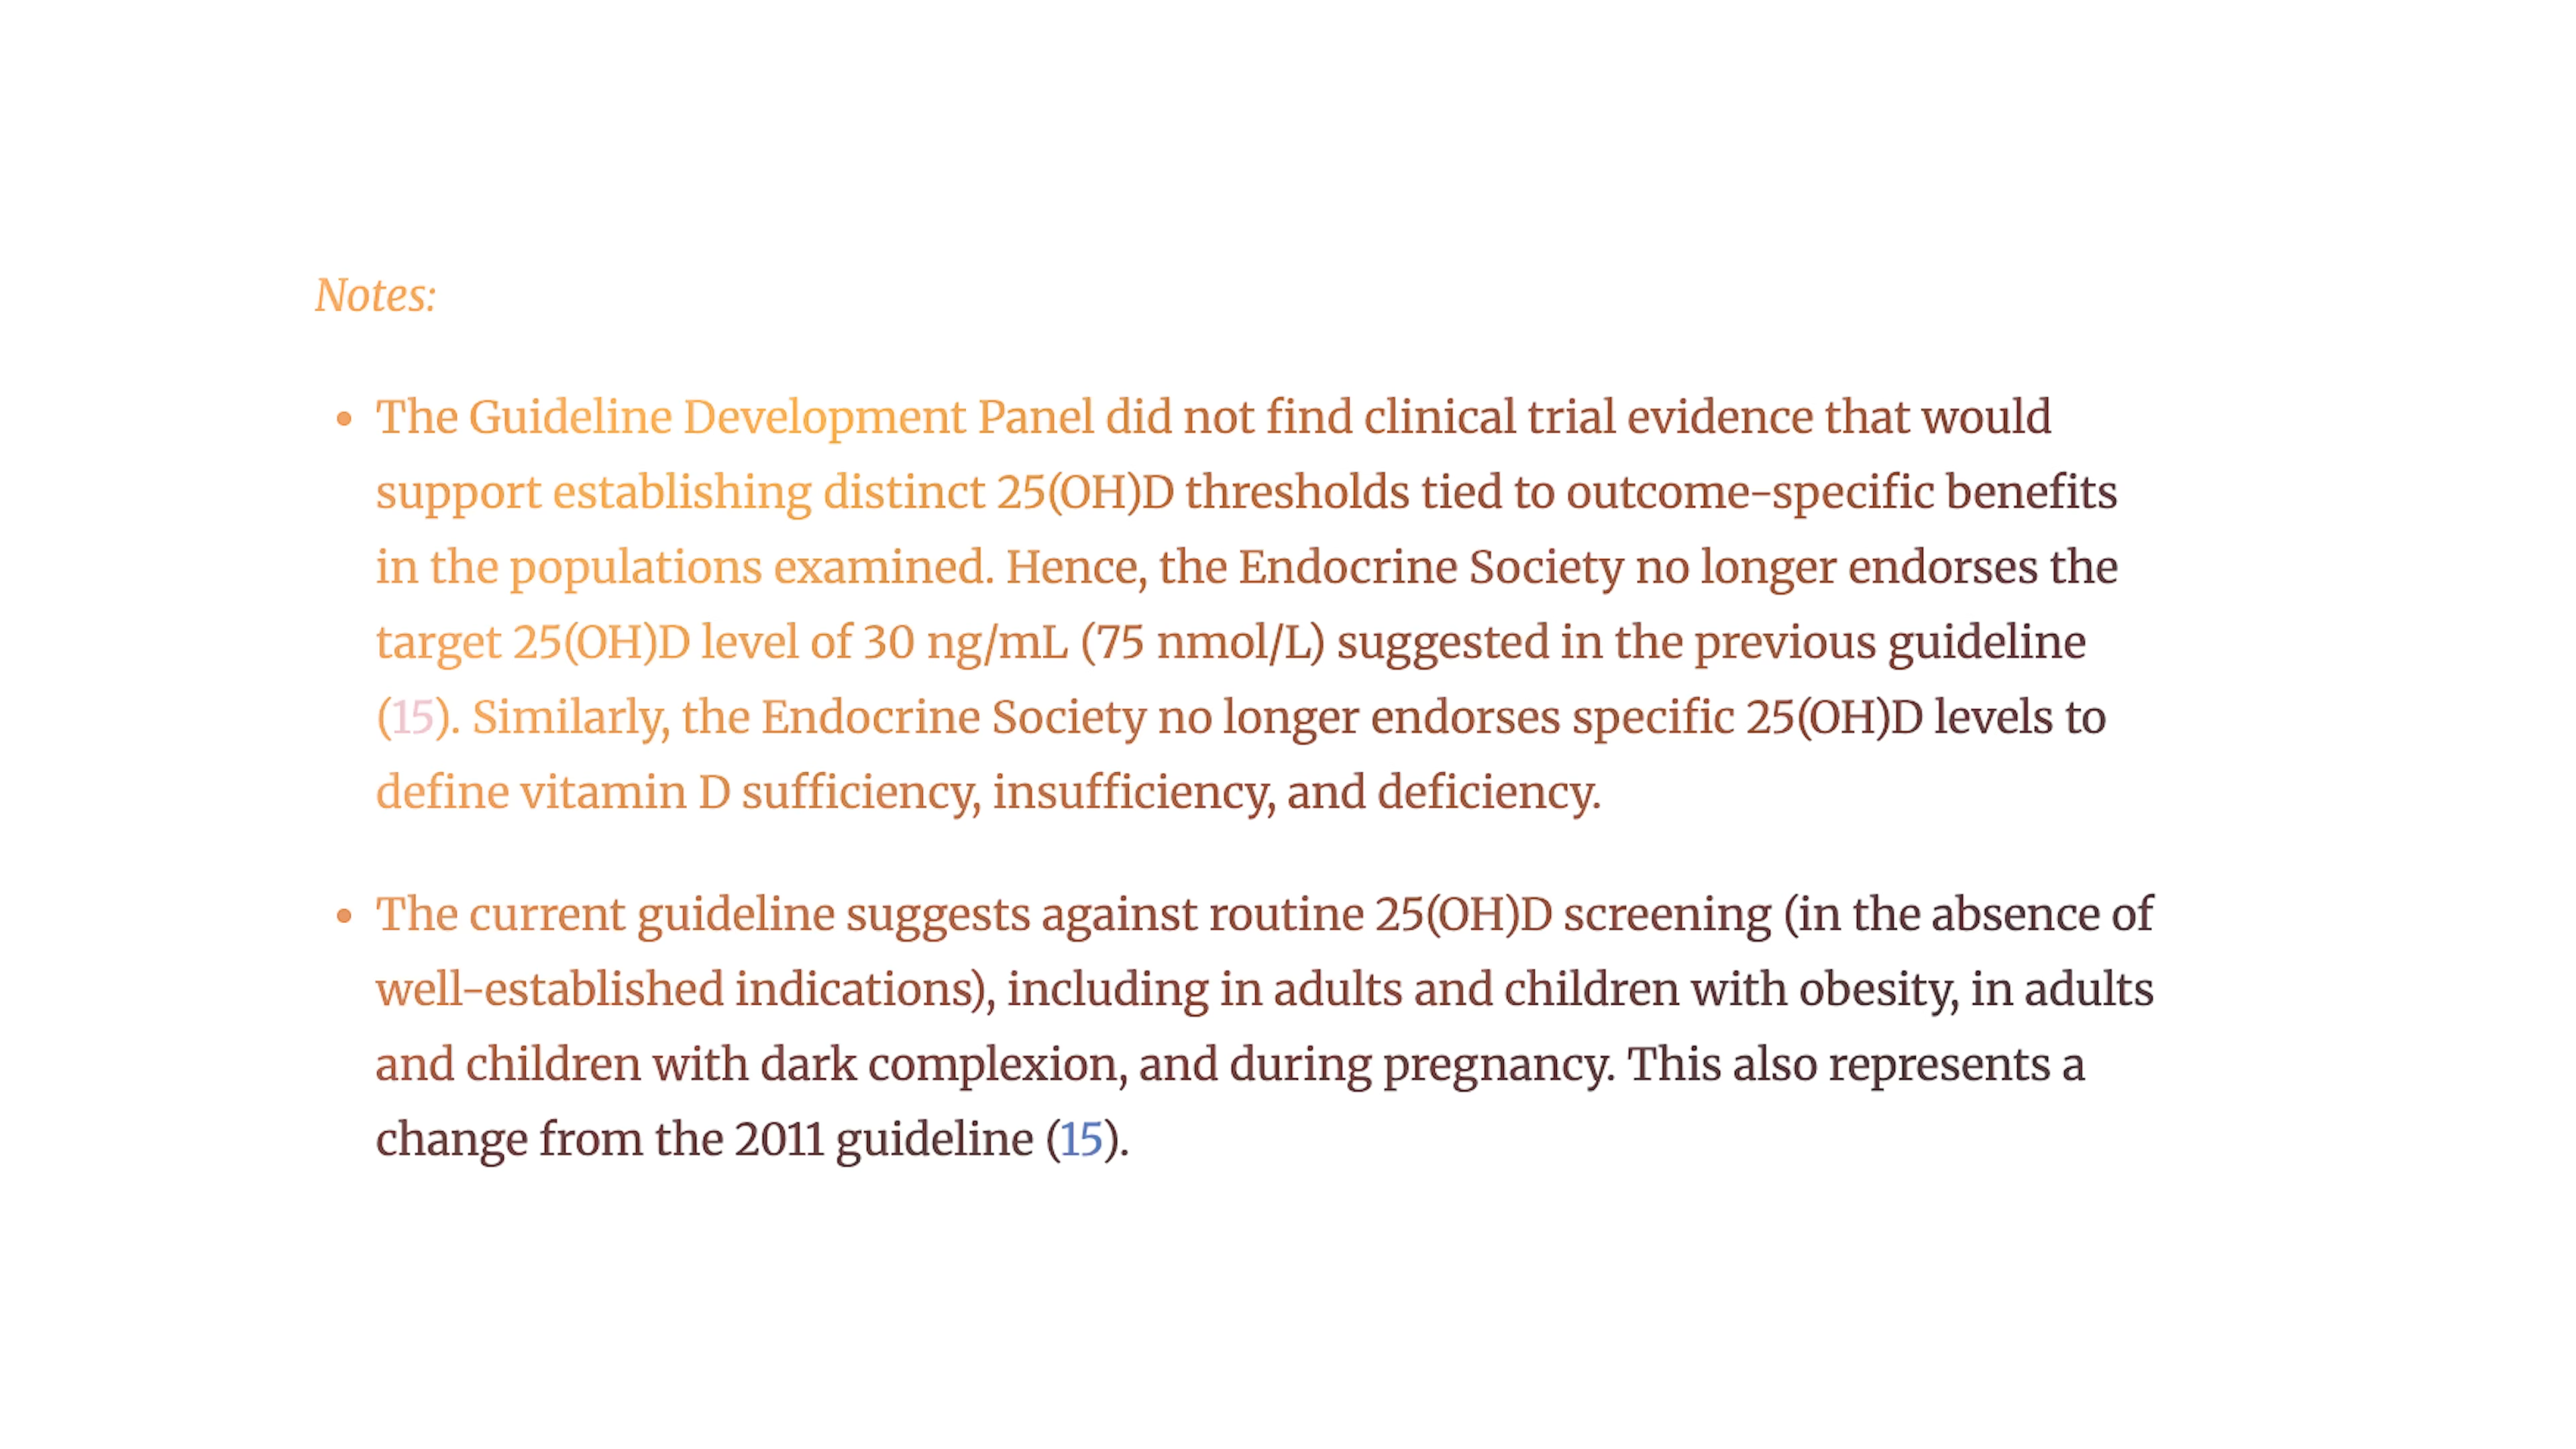 Notes:
• The Guideline Development Panel did not find clinical trial evidence that would
support establishing distinct 25(OH)D thresholds tied to outcome-specific benefits
in the populations examined. Hence, the Endocrine Society no longer endorses the
target 25(OH)D level of 30 ng/mL (75 nmol/L) suggested in the previous guideline
(15). Similarly, the Endocrine Society no longer endorses specific 25(OH)D levels to
define vitamin D sufficiency, insufficiency, and deficiency.
• The current guideline suggests against routine 25(OH)D screening (in the absence of
well-established indications), including in adults and children with obesity, in adults
and children with dark complexion, and during pregnancy. This also represents a
change from the 2011 guideline (15).